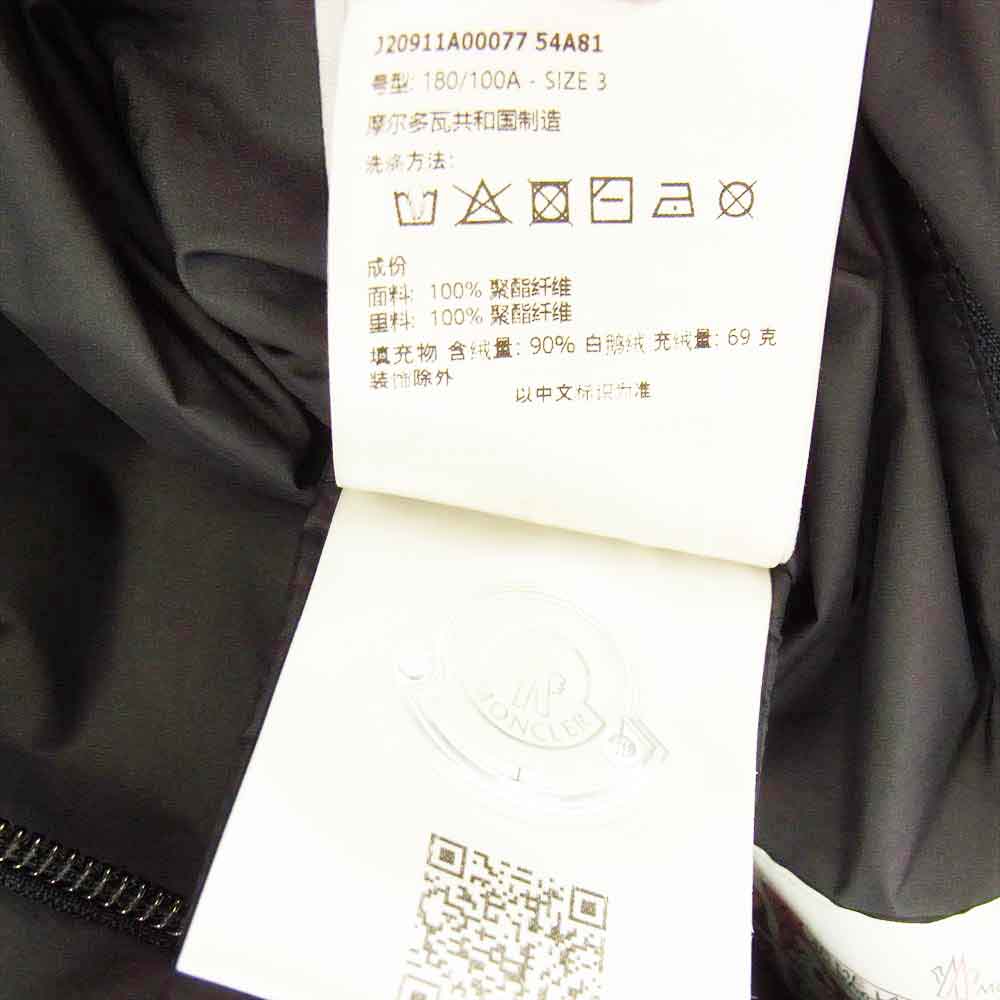 J20911A00077 54A81
号型: 180/100A - SIZE 3
摩尔多瓦共和国制造
洗涤方法:
成份
面料: 100% 聚酯纤维
里料: 100% 聚酯纤维
填充物 含绒量: 90% 白鹅绒 充绒量: 69 克
装饰除外
以中文标识为准
MONCLER